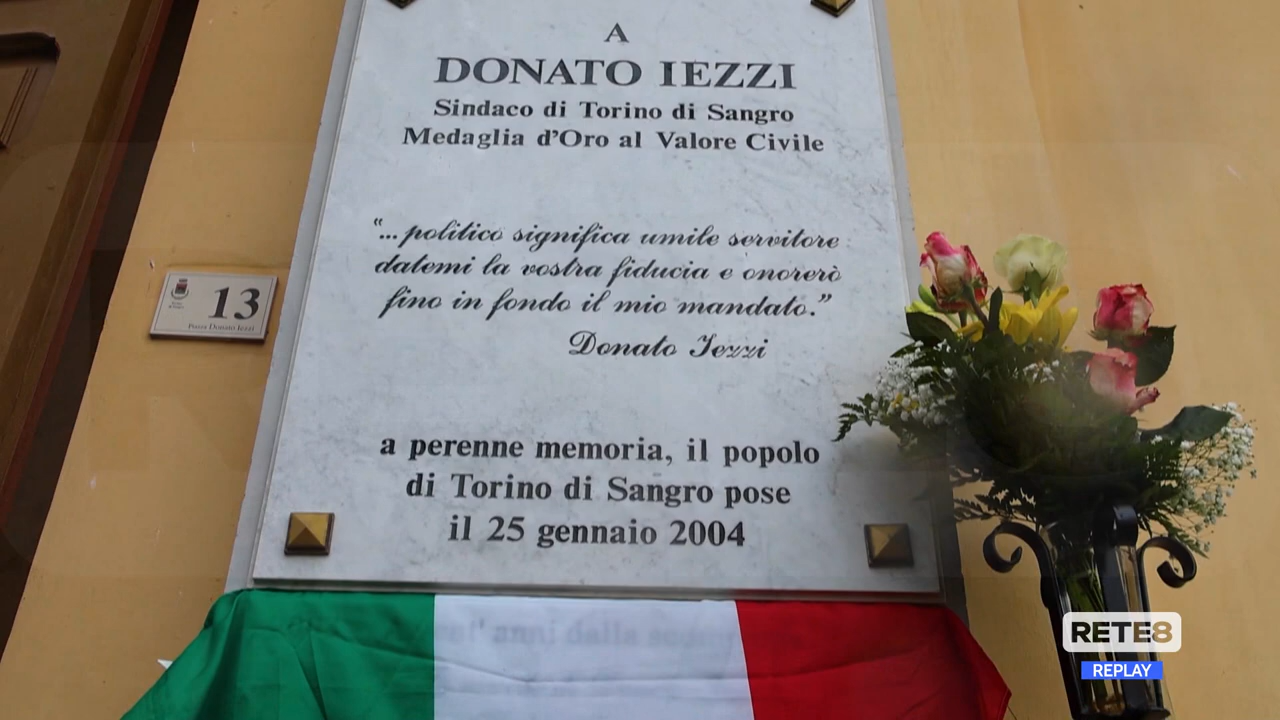 A
DONATO IEZZI
Sindaco di Torino di Sangro
Medaglia d'Oro al Valore Civile
“... politico significa umile servitore
datemi la vostra fiducia e onorerò
fino in fondo il mio mandato.”
Donato Iezzi
a perenne memoria, il popolo
di Torino di Sangro pose
il 25 gennaio 2004
13
Piazza Donato Iezzi
anni dalla
RETE8
REPLAY